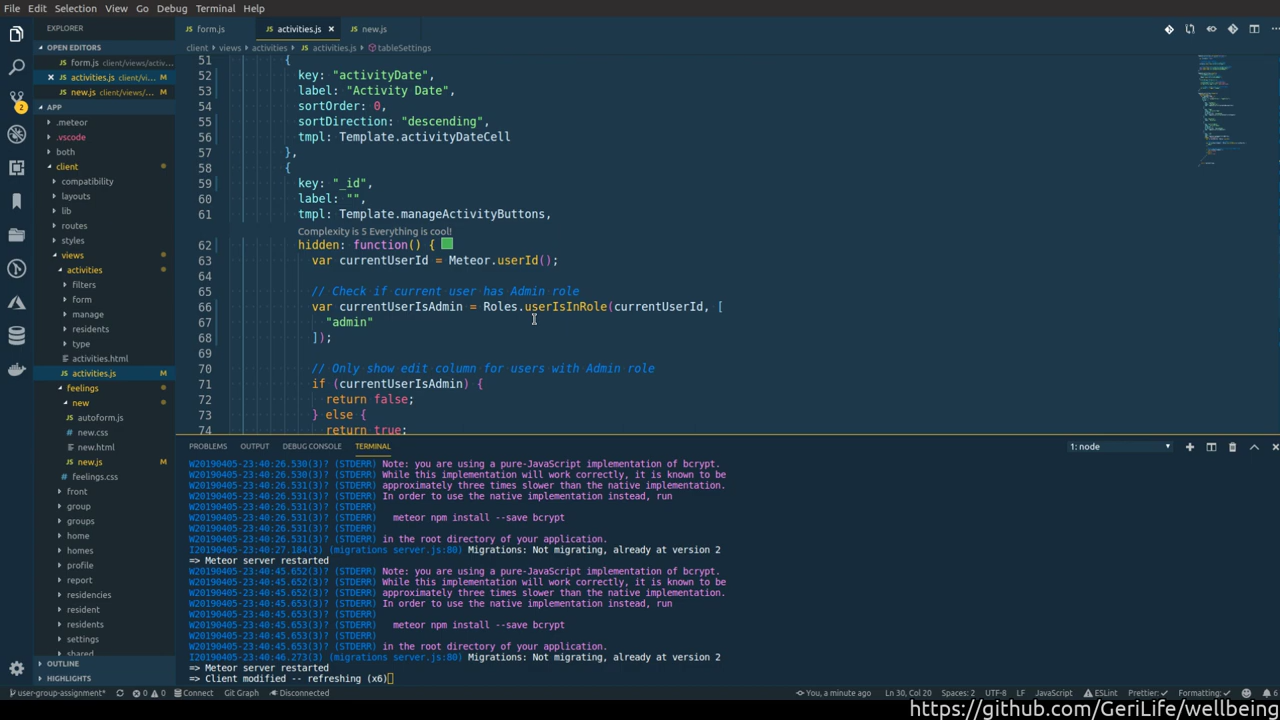 File Edit Selection View Go Debug Terminal Help
EXPLORER
OPEN EDITORS
form.js client/views/activ...
activities.js client/vi... M
new.js client/views/... M
APP
.meteor
.vscode
both
client
compatibility
layouts
lib
routes
styles
views
activities
filters
form
manage
residents
type
activities.html
activities.js M
feelings
new
autoform.js
new.css
new.html
new.js M
feelings.css
front
group
groups
home
homes
profile
report
residencies
resident
residents
settings
shared
OUTLINE
HIGHLIGHTS
2
form.js activities.js new.js
client views activities activities.js tableSettings
51 {
52 key: "activityDate",
53 label: "Activity Date",
54 sortOrder: 0,
55 sortDirection: "descending",
56 tmpl: Template.activityDateCell
57 },
58 {
59 key: "_id",
60 label: "",
61 tmpl: Template.manageActivityButtons,
Complexity is 5 Everything is cool!
62 hidden: function() {
63 var currentUserId = Meteor.userId();
64
65 // Check if current user has Admin role
66 var currentUserIsAdmin = Roles.userIsInRole(currentUserId, [
67 "admin"
68 ]);
69
70 // Only show edit column for users with Admin role
71 if (currentUserIsAdmin) {
72 return false;
73 } else {
74 return true;
PROBLEMS OUTPUT DEBUG CONSOLE TERMINAL 1: node
W20190405-23:40:26.530(3)? (STDERR) Note: you are using a pure-JavaScript implementation of bcrypt.
W20190405-23:40:26.530(3)? (STDERR) While this implementation will work correctly, it is known to be
W20190405-23:40:26.531(3)? (STDERR) approximately three times slower than the native implementation.
W20190405-23:40:26.531(3)? (STDERR) In order to use the native implementation instead, run
W20190405-23:40:26.531(3)? (STDERR)
W20190405-23:40:26.531(3)? (STDERR) meteor npm install --save bcrypt
W20190405-23:40:26.531(3)? (STDERR)
W20190405-23:40:26.531(3)? (STDERR) in the root directory of your application.
I20190405-23:40:27.184(3) (migrations server.js:80) Migrations: Not migrating, already at version 2
=> Meteor server restarted
W20190405-23:40:45.652(3)? (STDERR) Note: you are using a pure-JavaScript implementation of bcrypt.
W20190405-23:40:45.652(3)? (STDERR) While this implementation will work correctly, it is known to be
W20190405-23:40:45.652(3)? (STDERR) approximately three times slower than the native implementation.
W20190405-23:40:45.653(3)? (STDERR) In order to use the native implementation instead, run
W20190405-23:40:45.653(3)? (STDERR)
W20190405-23:40:45.653(3)? (STDERR) meteor npm install --save bcrypt
W20190405-23:40:45.653(3)? (STDERR)
W20190405-23:40:45.653(3)? (STDERR) in the root directory of your application.
I20190405-23:40:46.273(3) (migrations server.js:80) Migrations: Not migrating, already at version 2
=> Meteor server restarted
=> Client modified -- refreshing (x6)
user-group-assignment* 0 0 Connect Git Graph Disconnected You, a minute ago Ln 30, Col 20 Spaces: 2 UTF-8 LF JavaScript ESLint Prettier: ✓ Formatting: ✓ 6
https://github.com/GeriLife/wellbeing